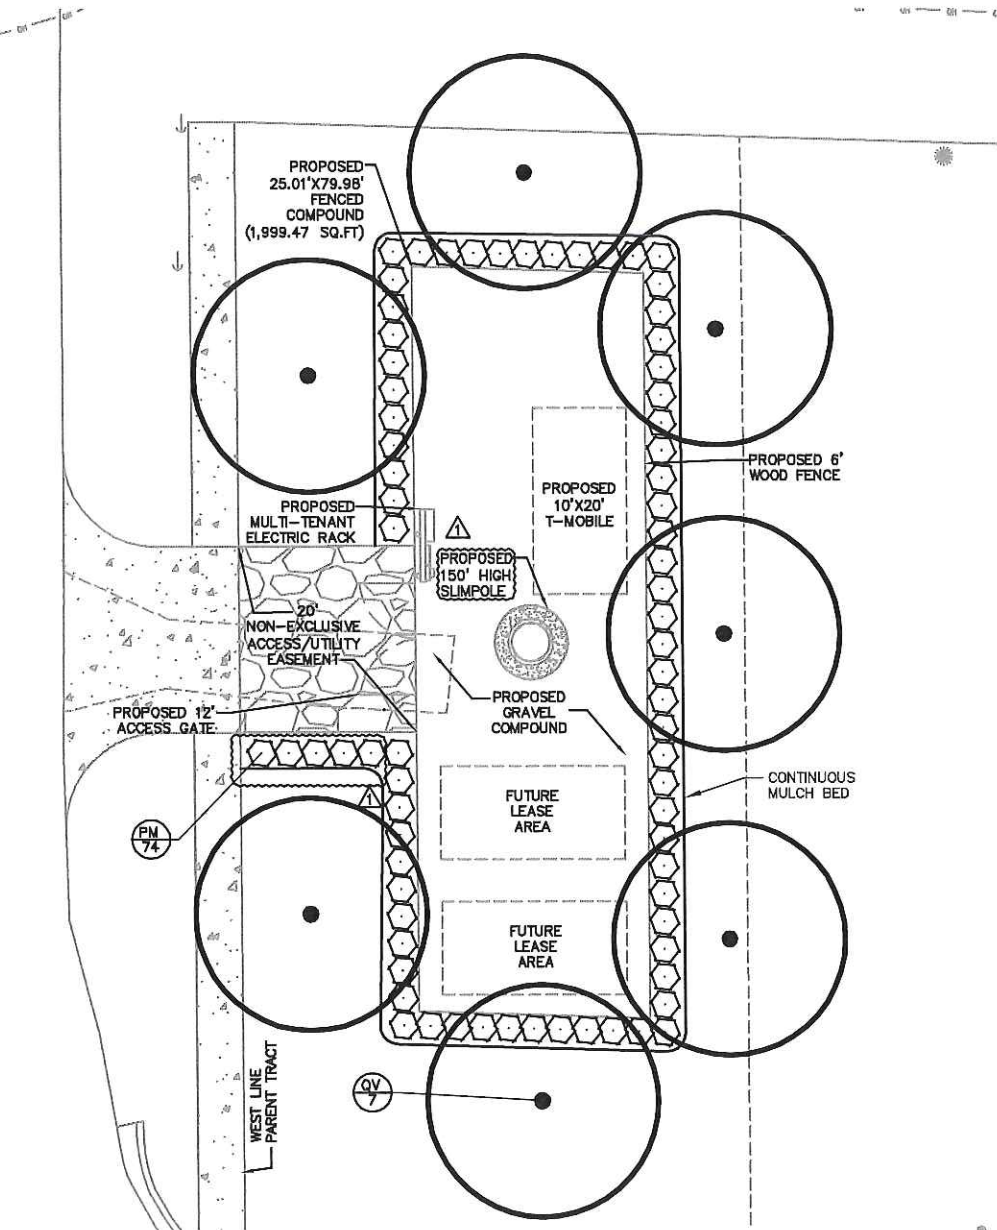 PROPOSED
25.01'X79.98'
FENCED
COMPOUND
(1,999.47 SQ.FT)
PROPOSED 6'
WOOD FENCE
PROPOSED
10'X20'
T-MOBILE
PROPOSED
MULTI-TENANT
ELECTRIC RACK
1
PROPOSED
150' HIGH
SLIMPOLE
20'
NON-EXCLUSIVE
ACCESS/UTILITY
EASEMENT
PROPOSED 12'
ACCESS GATE
PROPOSED
GRAVEL
COMPOUND
CONTINUOUS
MULCH BED
1
PM
74
FUTURE
LEASE
AREA
FUTURE
LEASE
AREA
WEST LINE
PARENT TRACT
QV
7